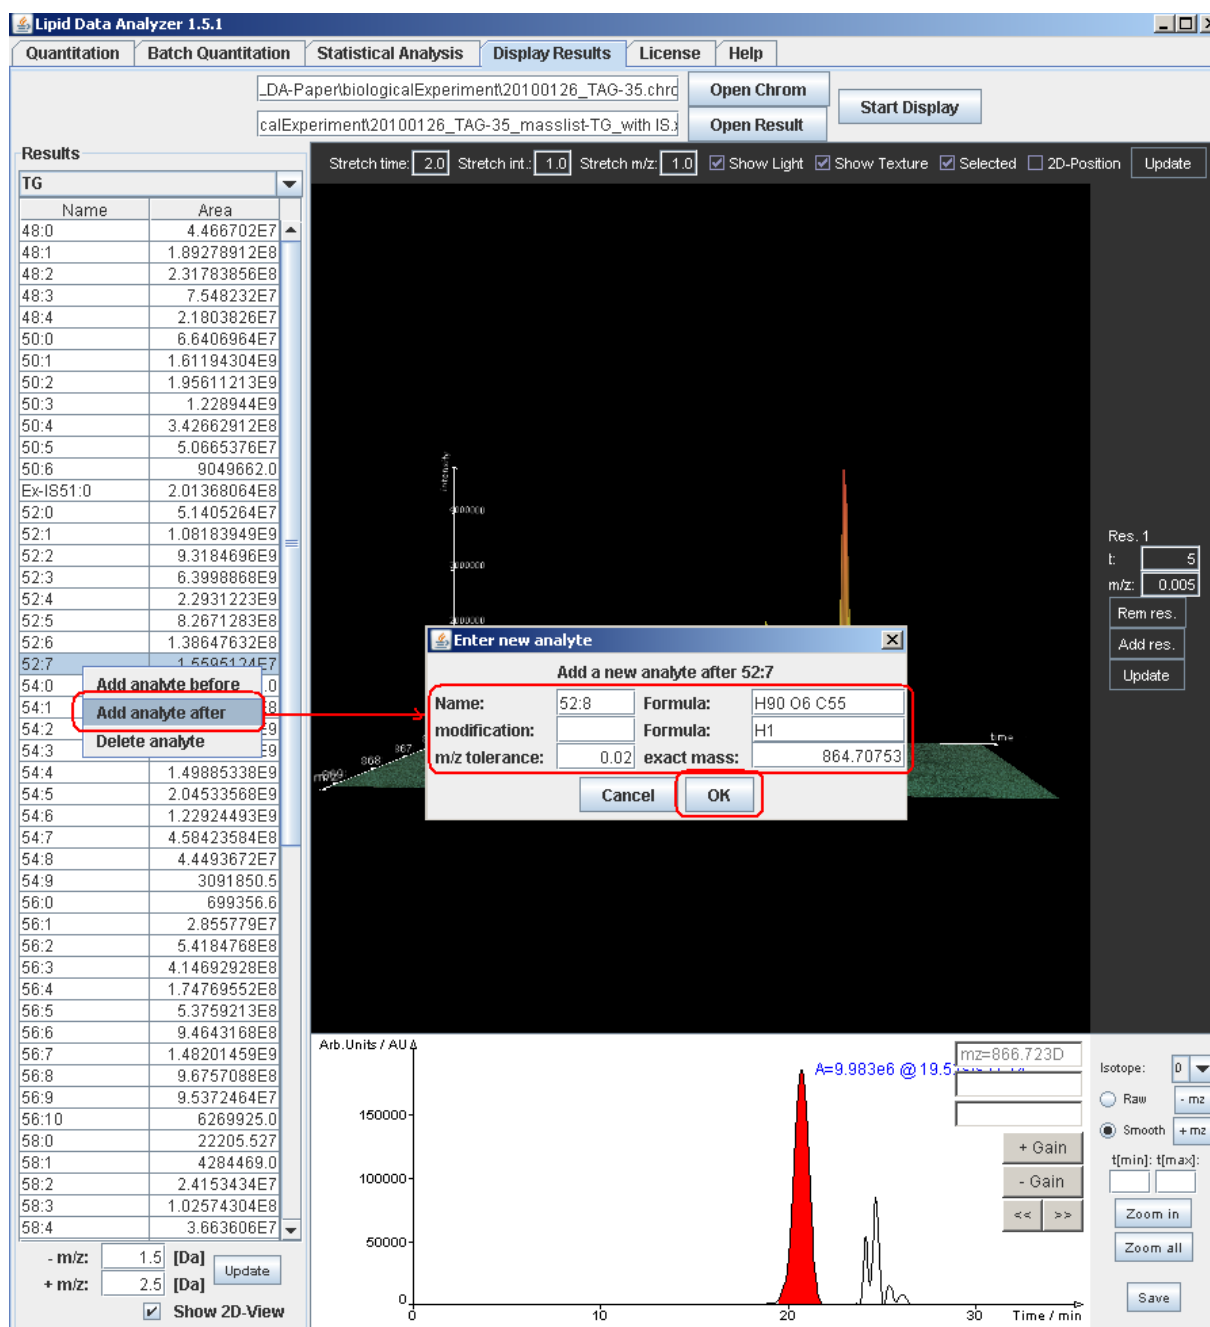 Lipid Data Analyzer 1.5.1
Quantitation Batch Quantitation Statistical Analysis Display Results License Help
_DA-Paper\biologicalExperiment\20100126_TAG-35.chrc Open Chrom
Start Display
calExperiment\20100126_TAG-35_masslist-TG_with IS.x Open Result
Results
Stretch time: 2.0 Stretch int.: 1.0 Stretch m/z: 1.0 Show Light Show Texture Selected 2D-Position Update
TG
Name Area
48:0 4.466702E7
48:1 1.89278912E8
48:2 2.31783856E8
48:3 7.548232E7
48:4 2.1803826E7
50:0 6.6406964E7
50:1 1.61194304E9
50:2 1.95611213E9
50:3 1.228944E9
50:4 3.42662912E8
50:5 5.0665376E7
50:6 9049662.0
Ex-IS51:0 2.01368064E8
52:0 5.1405264E7
52:1 1.08183949E9
52:2 9.3184696E9
52:3 6.3998868E9
52:4 2.2931223E9
52:5 8.2671283E8
52:6 1.38647632E8
52:7 1.5595124E7
54:0 .0
54:1 E8
54:2 E9
54:3 E9
54:4 1.49885338E9
54:5 2.04533568E9
54:6 1.22924493E9
54:7 4.58423584E8
54:8 4.4493672E7
54:9 3091850.5
56:0 699356.6
56:1 2.855779E7
56:2 5.4184768E8
56:3 4.14692928E8
56:4 1.74769552E8
56:5 5.3759213E8
56:6 9.4643168E8
56:7 1.48201459E9
56:8 9.6757088E8
56:9 9.5372464E7
56:10 6269925.0
58:0 22205.527
58:1 4284469.0
58:2 2.4153434E7
58:3 1.02574304E8
58:4 3.663606E7
Add analyte before
Add analyte after
Delete analyte
- m/z: 1.5 [Da]
+ m/z: 2.5 [Da]
Update
Show 2D-View
intensity
time
867
868
Enter new analyte
Add a new analyte after 52:7
Name: 52:8 Formula: H90 O6 C55
modification: Formula: H1
m/z tolerance: 0.02 exact mass: 864.70753
Cancel OK
Res. 1
t: 5
m/z: 0.005
Rem res.
Add res.
Update
Arb.Units / AU
A=9.983e6 @ 19.5
mz=866.723D
150000
100000
50000
0
0 10 20 30 Time / min
+ Gain
- Gain
<< >>
Isotope: 0
Raw - mz
Smooth + mz
t[min]: t[max]:
Zoom in
Zoom all
Save